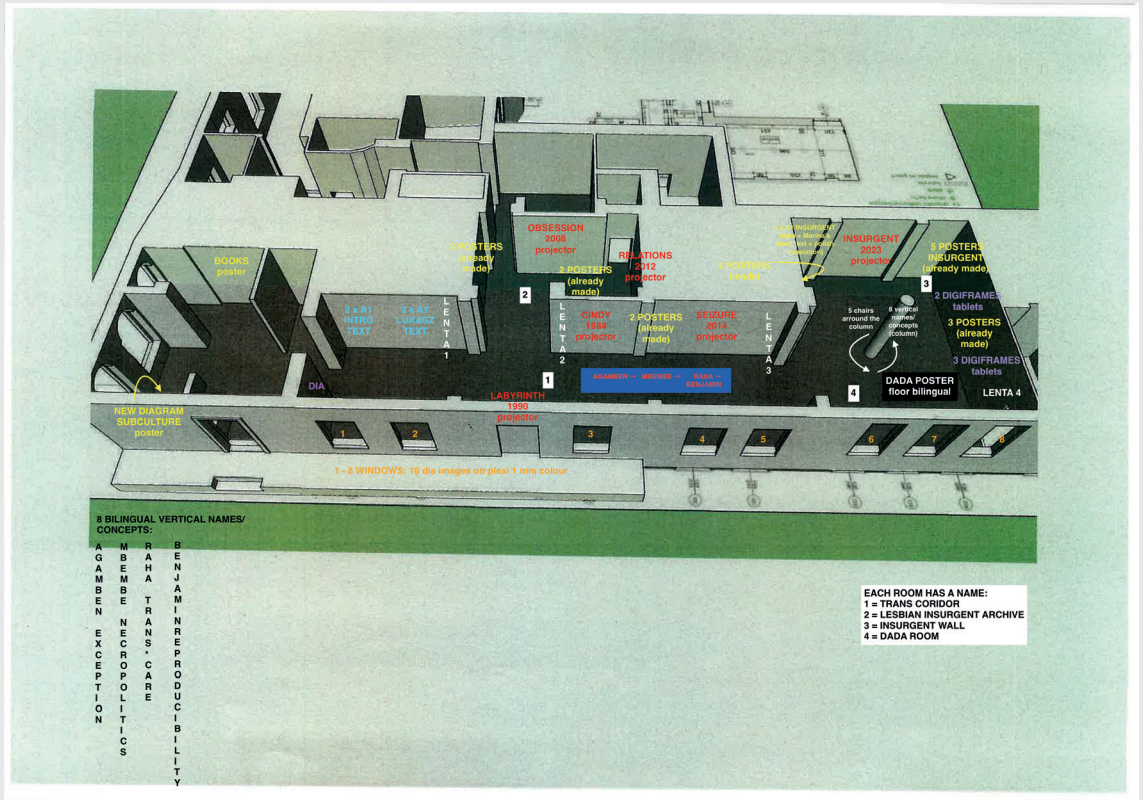 OBSESSION
2008
projector
RELATIONS
2012
projector
2 POSTERS
(already
made)
INSURGENT
2023
projector
5 POSTERS
INSURGENT
(already made)
BOOKS
poster
POSTERS
(already
made)
2
3
2 x A1
INTRO
TEXT
2 x A1
LUKASZ
TEXT
LENTA 1
LENTA 2
CINDY
1984
projector
2 POSTERS
(already
made)
SEIZURE
2014
projector
LENTA 3
5 chairs
around the
column
8 vertical
names/
concepts
(column)
2 DIGIFRAMES
tablets
3 POSTERS
(already
made)
3 DIGIFRAMES
tablets
DADA POSTER
floor bilingual
LENTA 4
4
1
AGAMBEN → MBEMBE → RAHA →
BENJAMIN
DIA
LABYRINTH
1990
projector
NEW DIAGRAM
SUBCULTURE
poster
1 2 3 4 5 6 7 8
1 - 8 WINDOWS: 16 dia images on plexi 1 mm colour
8 BILINGUAL VERTICAL NAMES/
CONCEPTS:
AGAMBEN EXCEPTION
MBEMBE NECROPOLITICS
RAHA TRANS*CARE
BENJAMINREPRODUCIBILITY
EACH ROOM HAS A NAME:
1 = TRANS CORIDOR
2 = LESBIAN INSURGENT ARCHIVE
3 = INSURGENT WALL
4 = DADA ROOM